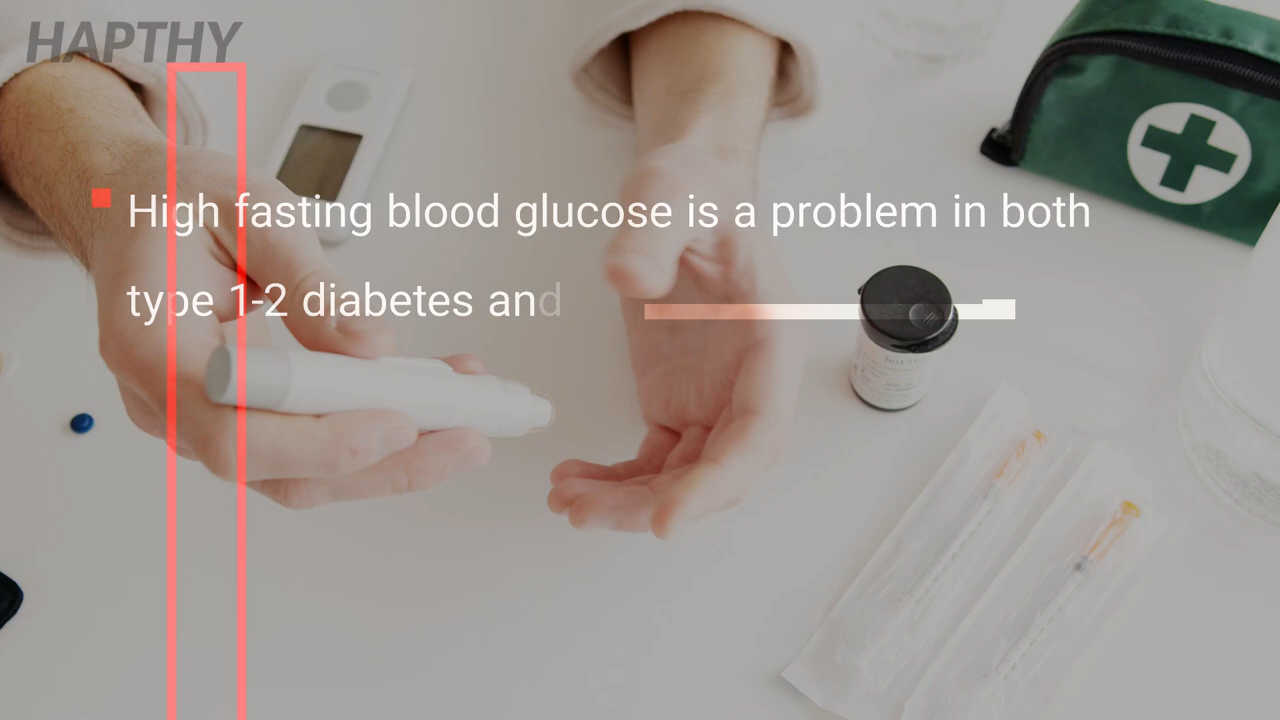 HAPTHY
High fasting blood glucose is a problem in both
type 1-2 diabetes and